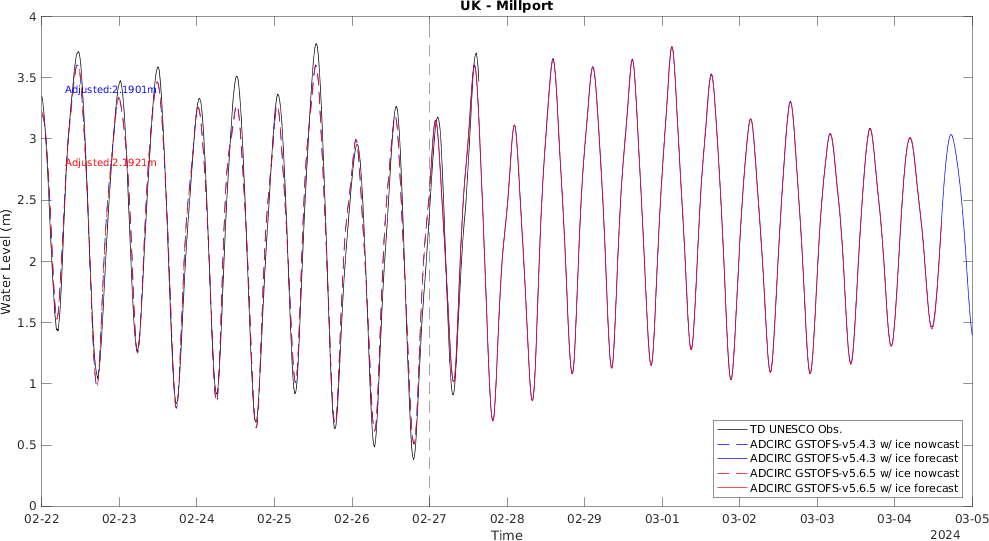 UK - Millport
4
3.5
3
2.5
2
1.5
1
0.5
0
Water Level (m)
Adjusted:2.1901m
Adjusted:2.1921m
TD UNESCO Obs.
ADCIRC GSTOFS-v5.4.3 w/ ice nowcast
ADCIRC GSTOFS-v5.4.3 w/ ice forecast
ADCIRC GSTOFS-v5.6.5 w/ ice nowcast
ADCIRC GSTOFS-v5.6.5 w/ ice forecast
02-22 02-23 02-24 02-25 02-26 02-27 02-28 02-29 03-01 03-02 03-03 03-04 03-05
Time
2024